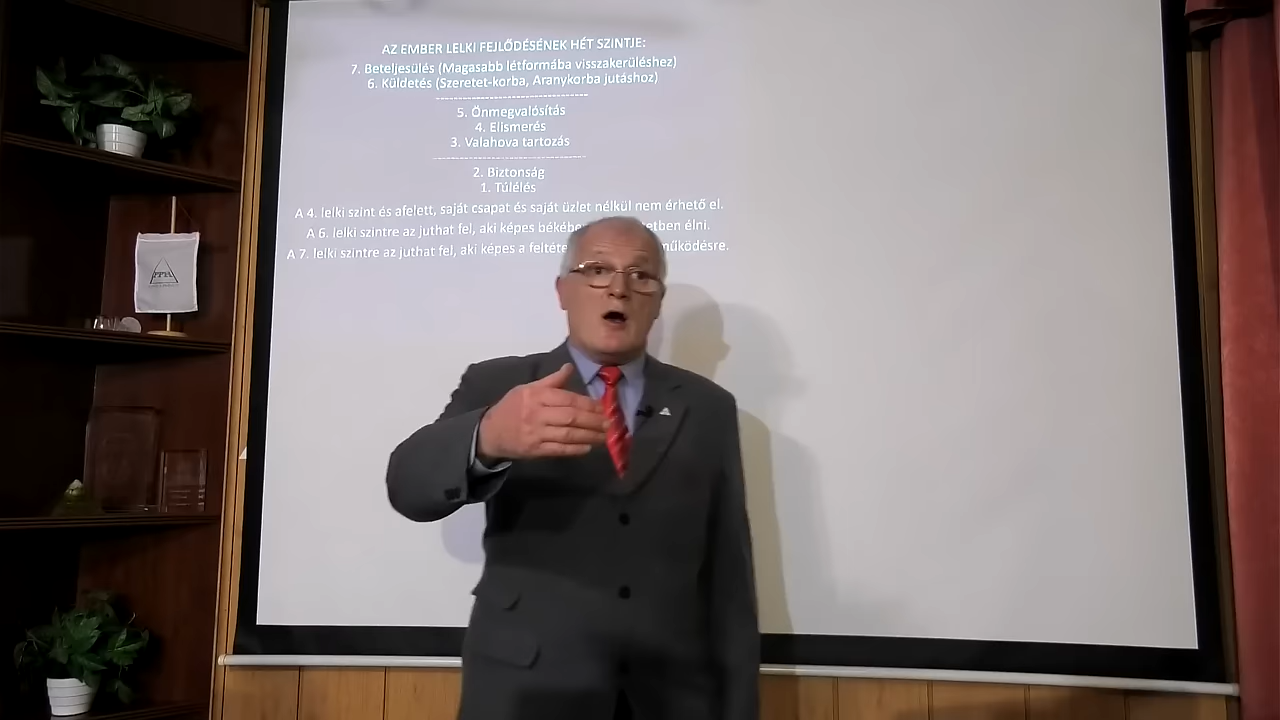 AZ EMBER LELKI FEJLŐDÉSÉNEK HÉT SZINTJE:
7. Beteljesülés (Magasabb létformába visszakerüléshez)
6. Küldetés (Szeretet-korba, Aranykorba jutáshoz)
5. Önmegvalósítás
4. Elismerés
3. Valahova tartozás
2. Biztonság
1. Túlélés
A 4. lelki szint és afelett, saját csapat és saját üzlet nélkül nem érhető el.
A 6. lelki szintre az juthat fel, aki képes békében élni.
A 7. lelki szintre az juthat fel, aki képes a